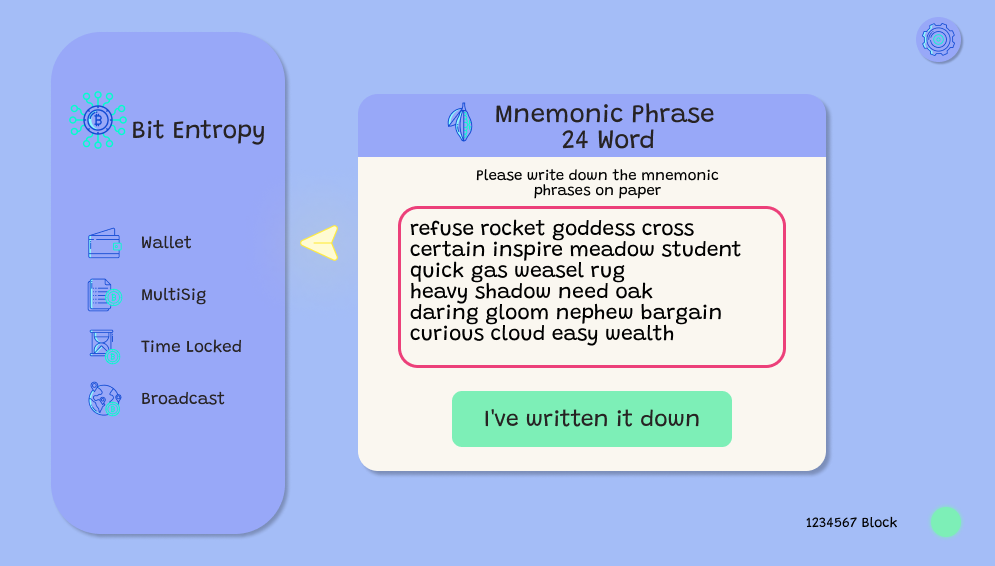 Bit Entropy
Wallet
MultiSig
Time Locked
Broadcast
Mnemonic Phrase
24 Word
Please write down the mnemonic
phrases on paper
refuse rocket goddess cross
certain inspire meadow student
quick gas weasel rug
heavy shadow need oak
daring gloom nephew bargain
curious cloud easy wealth
I've written it down
1234567 Block